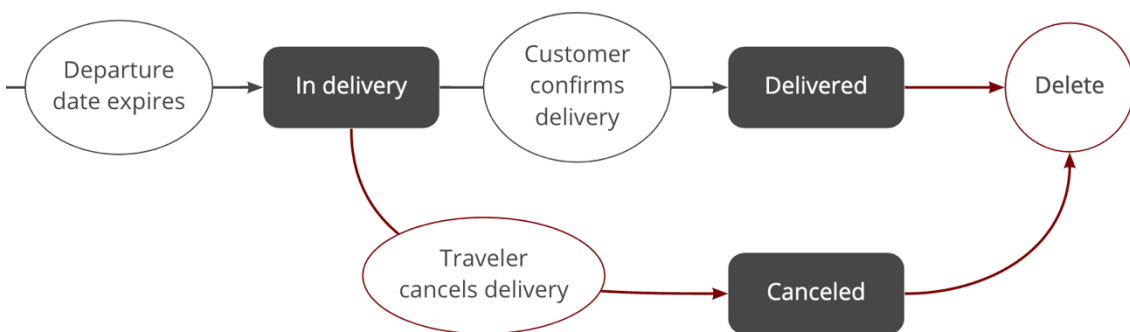 Departure
date expires
In delivery
Customer
confirms
delivery
Delivered
Delete
Traveler
cancels delivery
Canceled